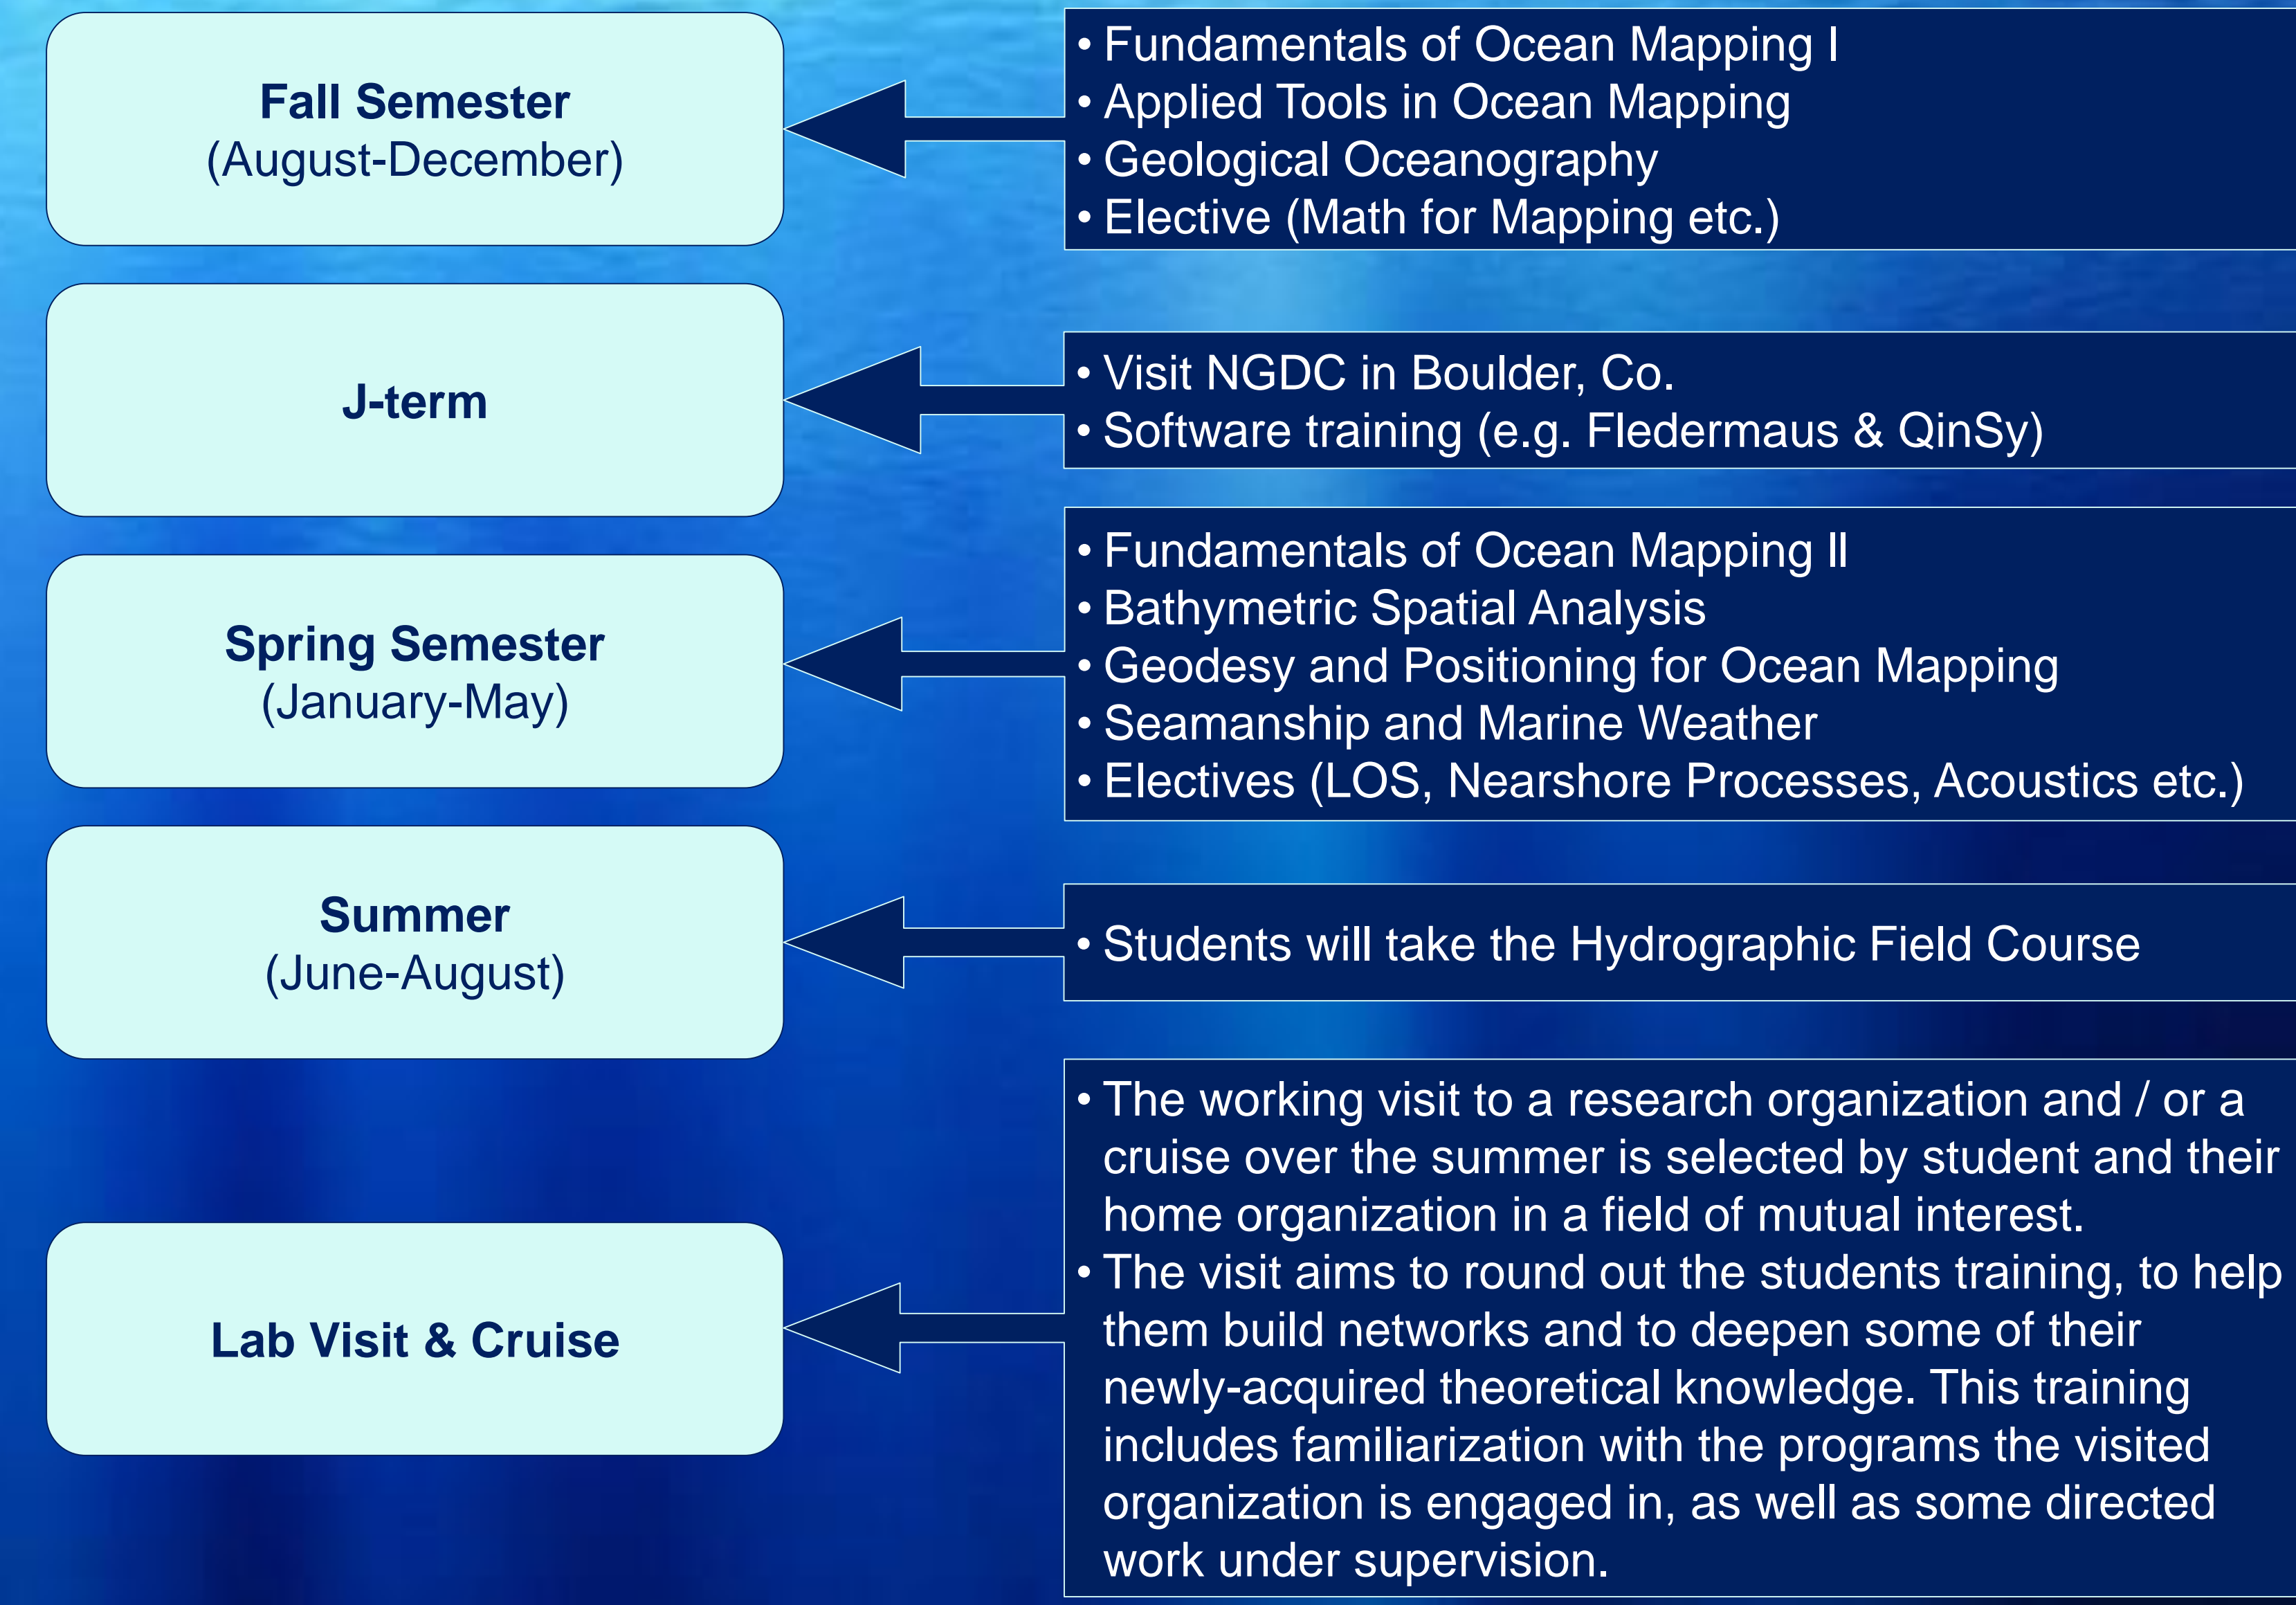 Fall Semester
(August-December)
• Fundamentals of Ocean Mapping I
• Applied Tools in Ocean Mapping
• Geological Oceanography
• Elective (Math for Mapping etc.)
J-term
• Visit NGDC in Boulder, Co.
• Software training (e.g. Fledermaus & QinSy)
Spring Semester
(January-May)
• Fundamentals of Ocean Mapping II
• Bathymetric Spatial Analysis
• Geodesy and Positioning for Ocean Mapping
• Seamanship and Marine Weather
• Electives (LOS, Nearshore Processes, Acoustics etc.)
Summer
(June-August)
• Students will take the Hydrographic Field Course
Lab Visit & Cruise
• The working visit to a research organization and / or a
cruise over the summer is selected by student and their
home organization in a field of mutual interest.
• The visit aims to round out the students training, to help
them build networks and to deepen some of their
newly-acquired theoretical knowledge. This training
includes familiarization with the programs the visited
organization is engaged in, as well as some directed
work under supervision.